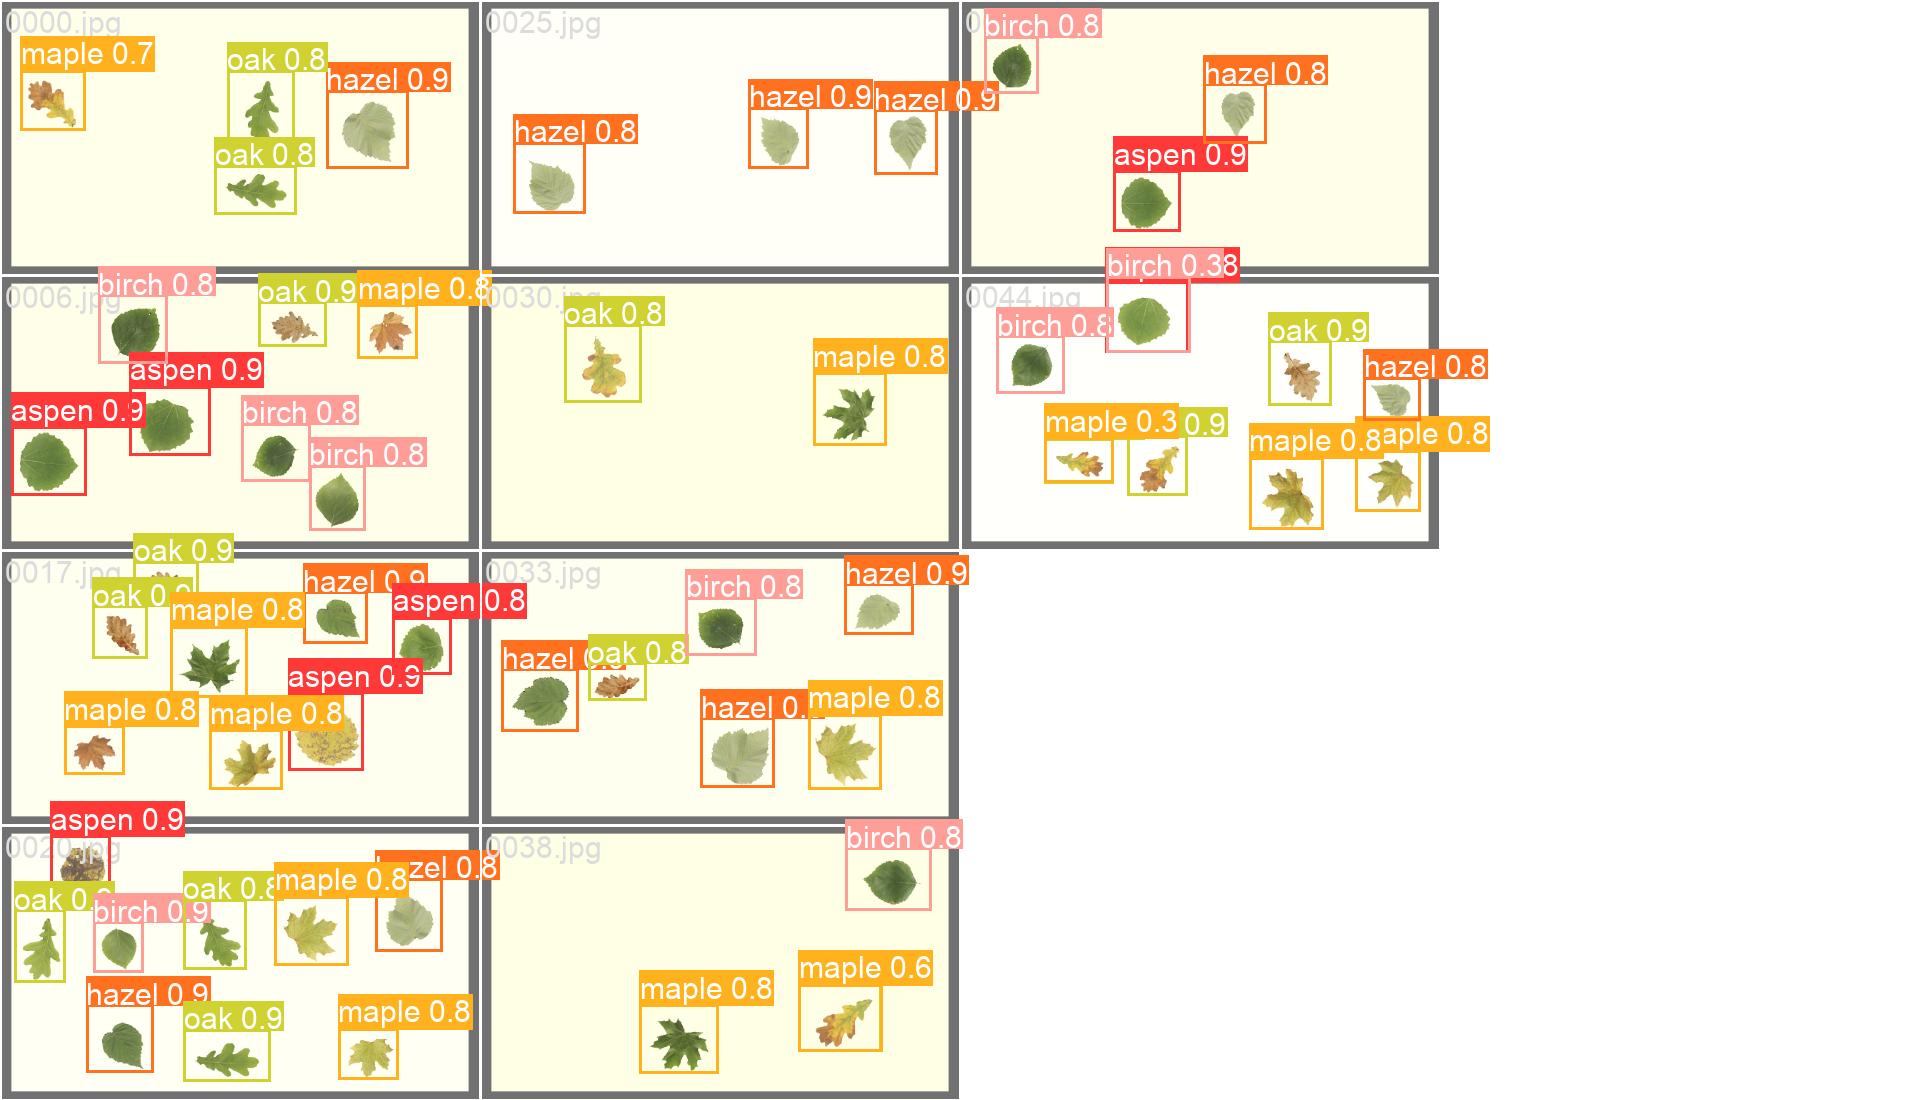 0000.jpg
maple 0.7
oak 0.8
hazel 0.9
oak 0.8
0025.jpg
hazel 0.8
hazel 0.9
hazel 0.9
birch 0.8
hazel 0.8
aspen 0.9
0006.jpg
birch 0.8
oak 0.9
maple 0.8
aspen 0.9
aspen 0.9
birch 0.8
birch 0.8
0030.jpg
oak 0.8
maple 0.8
0044.jpg
birch 0.3
8
birch 0.8
oak 0.9
hazel 0.8
maple 0.3
0.9
maple 0.8
aple 0.8
0017.jpg
oak 0.9
oak 0.9
maple 0.8
hazel 0.9
aspen 0.8
aspen 0.9
maple 0.8
maple 0.8
0033.jpg
birch 0.8
hazel 0.9
hazel
oak 0.8
hazel 0.
maple 0.8
0020.jpg
aspen 0.9
oak 0.9
birch 0.9
oak 0.8
maple 0.8
zel 0.8
hazel 0.9
oak 0.9
maple 0.8
0038.jpg
birch 0.8
maple 0.8
maple 0.6